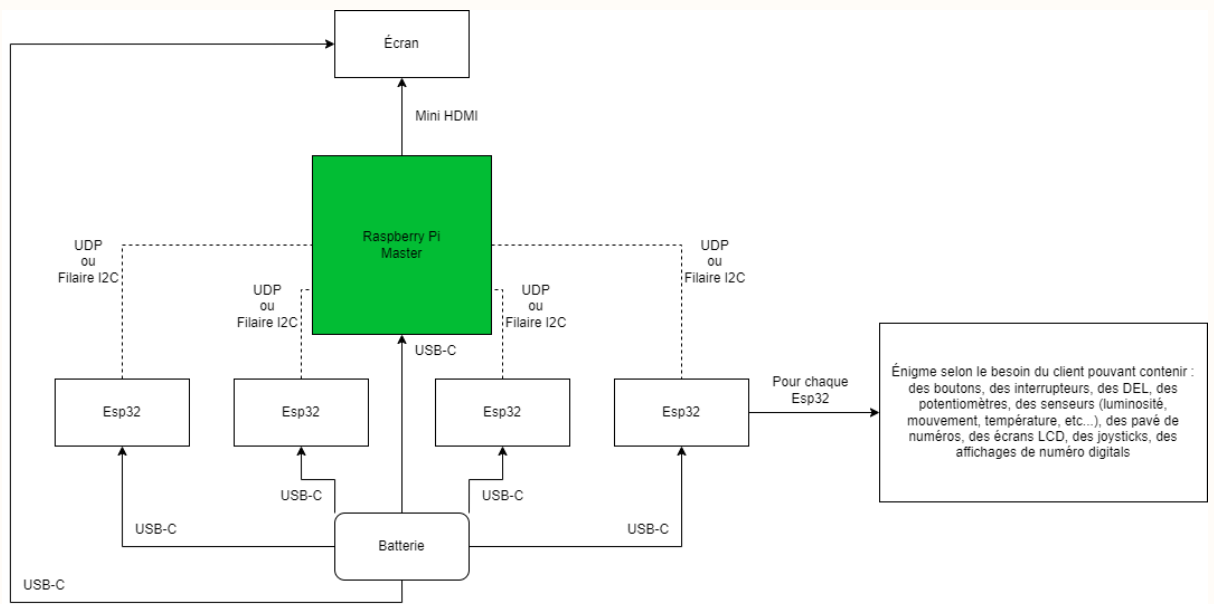 Écran
Mini HDMI
Raspberry Pi
Master
UDP
ou
Filaire I2C
UDP
ou
Filaire I2C
UDP
ou
Filaire I2C
UDP
ou
Filaire I2C
USB-C
Esp32
Esp32
Esp32
Esp32
Pour chaque
Esp32
Énigme selon le besoin du client pouvant contenir :
des boutons, des interrupteurs, des DEL, des
potentiomètres, des senseurs (luminosité,
mouvement, température, etc...), des pavé de
numéros, des écrans LCD, des joysticks, des
affichages de numéro digitals
USB-C
USB-C
USB-C
USB-C
Batterie
USB-C